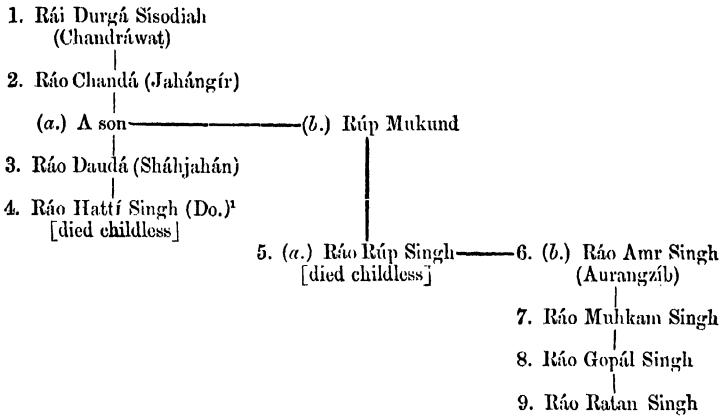 1. Rái Durgá Sísodiah
(Chandráwaṭ)
2. Ráo Chandá (Jahángír)
(a.) A son
(b.) Rúp Mukund
3. Ráo Daudá (Sháhjahán)
4. Ráo Hattí Singh (Do.)¹
[died childless]
5. (a.) Ráo Rúp Singh
[died childless]
6. (b.) Ráo Amr Singh
(Aurangzíb)
7. Ráo Muhkam Singh
8. Ráo Gopál Singh
9. Ráo Ratan Singh